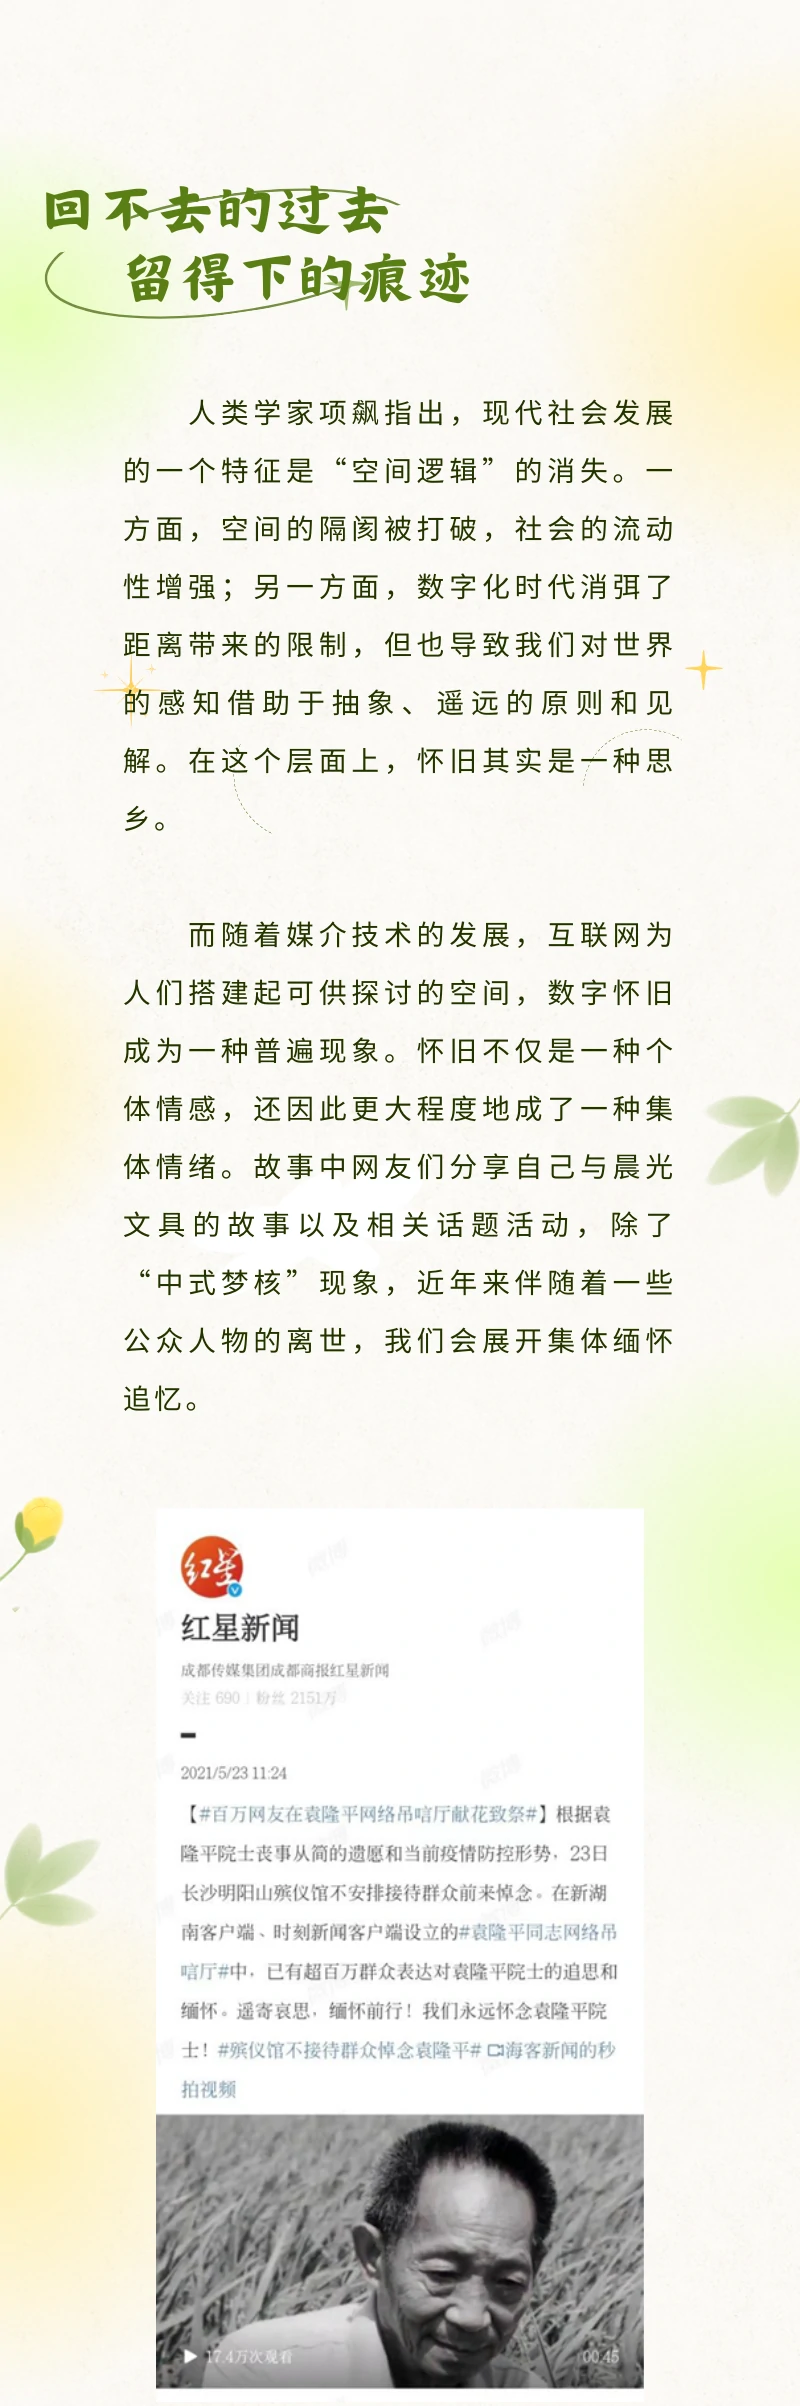 回不去的过去
留得下的痕迹
人类学家项飙指出，现代社会发展
的一个特征是“空间逻辑”的消失。一
方面，空间的隔阂被打破，社会的流动
性增强；另一方面，数字化时代消弭了
距离带来的限制，但也导致我们对世界
的感知借助于抽象、遥远的原则和见
解。在这个层面上，怀旧其实是一种思
乡。
而随着媒介技术的发展，互联网为
人们搭建起可供探讨的空间，数字怀旧
成为一种普遍现象。怀旧不仅是一种个
体情感，还因此更大程度地成了一种集
体情绪。故事中网友们分享自己与晨光
文具的故事以及相关话题活动，除了
“中式梦核”现象，近年来伴随着一些
公众人物的离世，我们会展开集体缅怀
追忆。
红星
红星新闻
成都传媒集团成都商报红星新闻
关注 690 | 粉丝 2151万
2021/5/23 11:24
【#百万网友在袁隆平网络吊唁厅献花致祭#】根据袁
隆平院士丧事从简的遗愿和当前疫情防控形势，23日
长沙明阳山殡仪馆不安排接待群众前来悼念。在新湖
南客户端、时刻新闻客户端设立的#袁隆平同志网络吊
唁厅#中，已有超百万群众表达对袁隆平院士的追思和
缅怀。遥寄哀思，缅怀前行！我们永远怀念袁隆平院
士！#殡仪馆不接待群众悼念袁隆平# 海客新闻的秒
拍视频
17.4万次观看
00:45